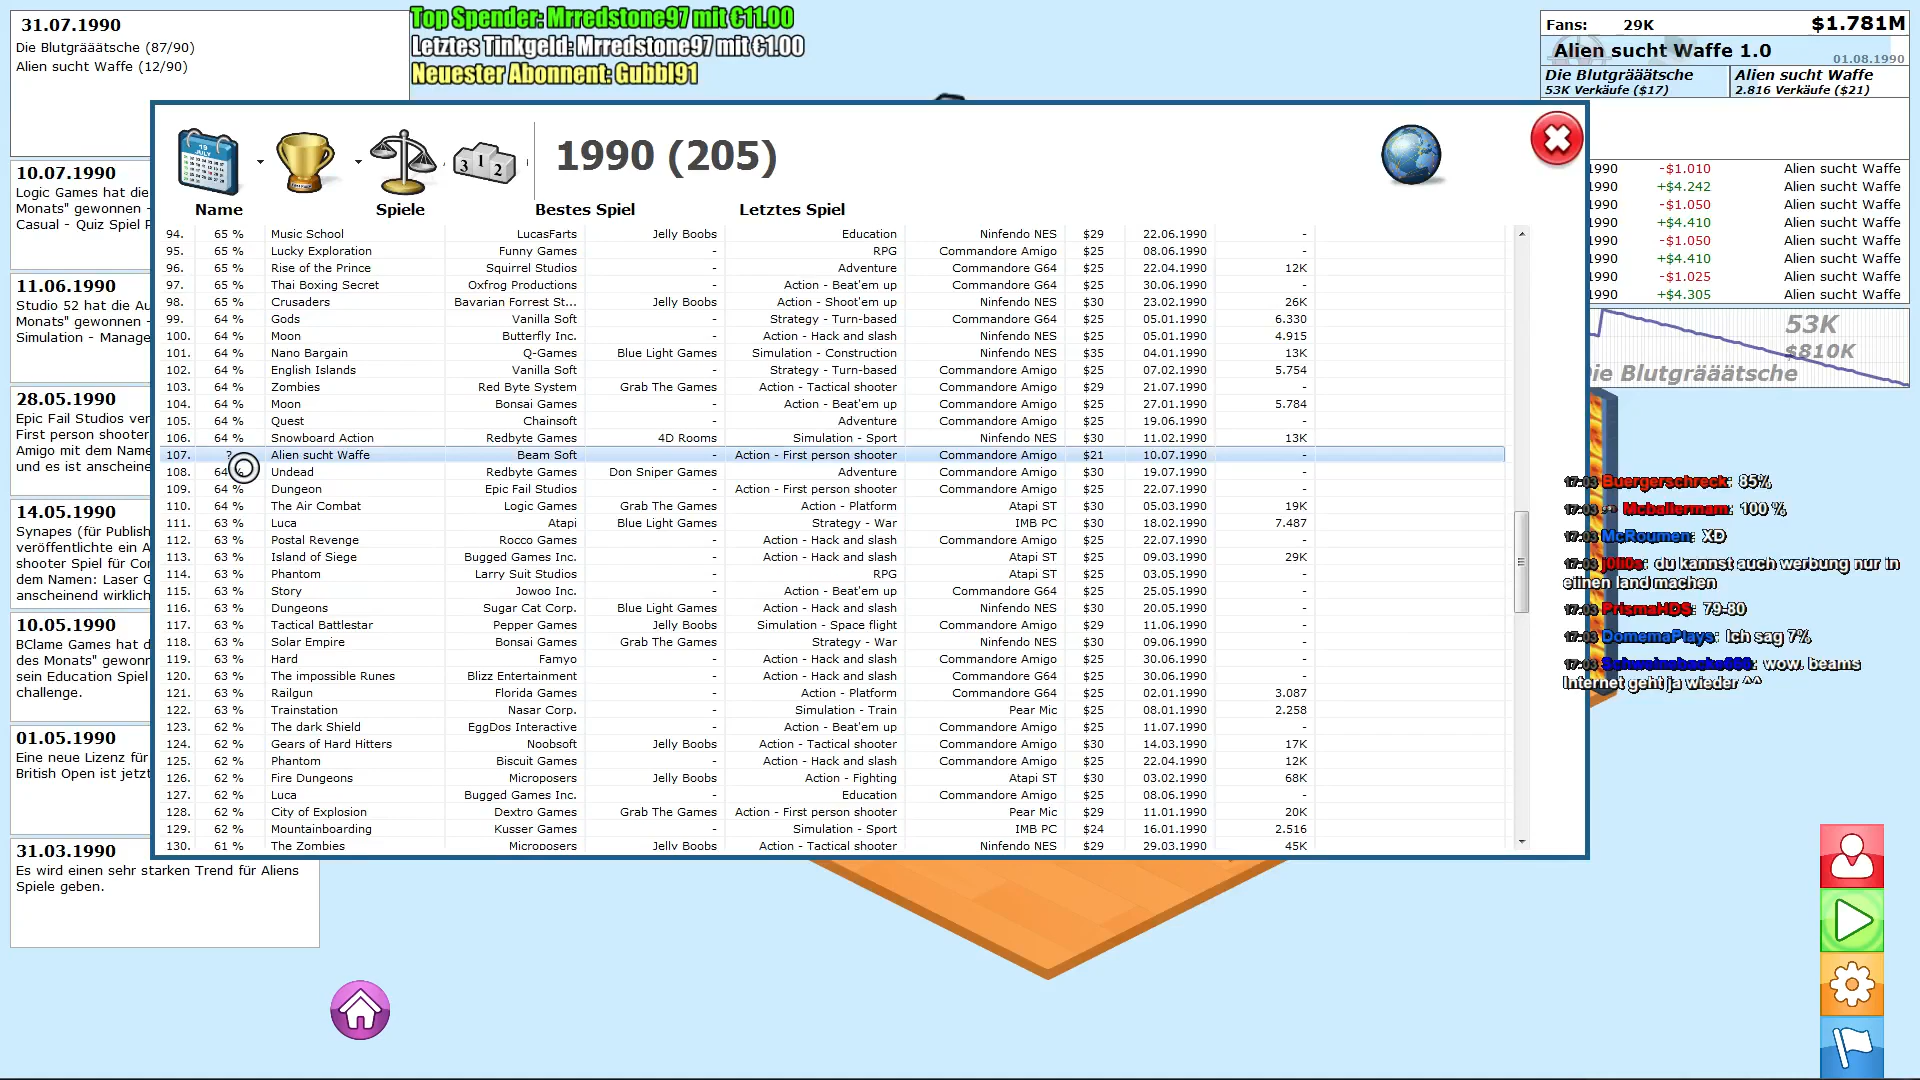 31.07.1990
Die Blutgrääätsche (87/90)
Alien sucht Waffe (12/90)
Top Spender: Mrredstone97 mit €11.00
Letztes Tinkgeld: Mrredstone97 mit €1.00
Neuester Abonnent: Gubbl91
Fans: 29K $1.781M
Alien sucht Waffe 1.0
01.08.1990
Die Blutgrääätsche Alien sucht Waffe
53K Verkäufe ($17) 2.816 Verkäufe ($21)
10.07.1990
Logic Games hat die
Monats" gewonnen -
Casual - Quiz Spiel F
11.06.1990
Studio 52 hat die Au
Monats" gewonnen -
Simulation - Manage
28.05.1990
Epic Fail Studios ver
First person shooter
Amigo mit dem Name
und es ist anscheine
14.05.1990
Synapes (für Publish
veröffentlichte ein A
shooter Spiel für Co
dem Namen: Laser G
anscheinend wirklich
10.05.1990
BClame Games hat d
des Monats" gewonn
sein Education Spiel
challenge.
01.05.1990
Eine neue Lizenz für
British Open ist jetzt
31.03.1990
Es wird einen sehr starken Trend für Aliens
Spiele geben.
19
JULY
3 1 2
1990 (205)
Name Spiele Bestes Spiel Letztes Spiel
94. 65 % Music School LucasFarts Jelly Boobs Education Ninfendo NES $29 22.06.1990 -
95. 65 % Lucky Exploration Funny Games - RPG Commandore Amigo $25 08.06.1990 -
96. 65 % Rise of the Prince Squirrel Studios - Adventure Commandore G64 $25 22.04.1990 12K
97. 65 % Thai Boxing Secret Oxfrog Productions - Action - Beat'em up Commandore G64 $25 30.06.1990 -
98. 65 % Crusaders Bavarian Forrest St... Jelly Boobs Action - Shoot'em up Ninfendo NES $30 23.02.1990 26K
99. 64 % Gods Vanilla Soft - Strategy - Turn-based Commandore G64 $25 05.01.1990 6.330
100. 64 % Moon Butterfly Inc. - Action - Hack and slash Ninfendo NES $25 05.01.1990 4.915
101. 64 % Nano Bargain Q-Games Blue Light Games Simulation - Construction Ninfendo NES $35 04.01.1990 13K
102. 64 % English Islands Vanilla Soft - Strategy - Turn-based Commandore Amigo $25 07.02.1990 5.754
103. 64 % Zombies Red Byte System Grab The Games Action - Tactical shooter Commandore Amigo $29 21.07.1990 -
104. 64 % Moon Bonsai Games - Action - Beat'em up Commandore Amigo $25 27.01.1990 5.784
105. 64 % Quest Chainsoft - Adventure Commandore Amigo $25 19.06.1990 -
106. 64 % Snowboard Action Redbyte Games 4D Rooms Simulation - Sport Ninfendo NES $30 11.02.1990 13K
107. ? Alien sucht Waffe Beam Soft - Action - First person shooter Commandore Amigo $21 10.07.1990 -
108. 64 % Undead Redbyte Games Don Sniper Games Adventure Commandore Amigo $30 19.07.1990 -
109. 64 % Dungeon Epic Fail Studios - Action - First person shooter Commandore Amigo $25 22.07.1990 -
110. 64 % The Air Combat Logic Games Grab The Games Action - Platform Atapi ST $30 05.03.1990 19K
111. 63 % Luca Atapi Blue Light Games Strategy - War IMB PC $30 18.02.1990 7.487
112. 63 % Postal Revenge Rocco Games - Action - Hack and slash Commandore Amigo $25 22.07.1990 -
113. 63 % Island of Siege Bugged Games Inc. - Action - Hack and slash Atapi ST $25 09.03.1990 29K
114. 63 % Phantom Larry Suit Studios - RPG Atapi ST $25 03.05.1990 -
115. 63 % Story Jowoo Inc. - Action - Beat'em up Commandore G64 $25 25.05.1990 -
116. 63 % Dungeons Sugar Cat Corp. Blue Light Games Action - Hack and slash Ninfendo NES $30 20.05.1990 -
117. 63 % Tactical Battlestar Pepper Games Jelly Boobs Simulation - Space flight Commandore Amigo $29 11.06.1990 -
118. 63 % Solar Empire Bonsai Games Grab The Games Strategy - War Ninfendo NES $30 09.06.1990 -
119. 63 % Hard Famyo - Action - Hack and slash Commandore Amigo $25 30.06.1990 -
120. 63 % The impossible Runes Blizz Entertainment - Action - Hack and slash Commandore G64 $25 30.06.1990 -
121. 63 % Railgun Florida Games - Action - Platform Commandore G64 $25 02.01.1990 3.087
122. 63 % Trainstation Nasar Corp. - Simulation - Train Pear Mic $25 08.01.1990 2.258
123. 62 % The dark Shield EggDos Interactive - Action - Beat'em up Commandore Amigo $25 11.07.1990 -
124. 62 % Gears of Hard Hitters Noobsoft Jelly Boobs Action - Tactical shooter Commandore Amigo $30 14.03.1990 17K
125. 62 % Phantom Biscuit Games - Action - Hack and slash Commandore Amigo $25 22.04.1990 12K
126. 62 % Fire Dungeons Microposers Jelly Boobs Action - Fighting Atapi ST $30 03.02.1990 68K
127. 62 % Luca Bugged Games Inc. - Education Commandore Amigo $25 08.06.1990 -
128. 62 % City of Explosion Dextro Games Grab The Games Action - First person shooter Pear Mic $29 11.01.1990 20K
129. 62 % Mountainboarding Kusser Games - Simulation - Sport IMB PC $24 16.01.1990 2.516
130. 61 % The Zombies Microposers Jelly Boobs Action - Tactical shooter Ninfendo NES $29 29.03.1990 45K
1990 -$1.010 Alien sucht Waffe
1990 +$4.242 Alien sucht Waffe
1990 -$1.050 Alien sucht Waffe
1990 +$4.410 Alien sucht Waffe
1990 -$1.050 Alien sucht Waffe
1990 +$4.410 Alien sucht Waffe
1990 -$1.025 Alien sucht Waffe
1990 +$4.305 Alien sucht Waffe
53K
$810K
Die Blutgrääätsche
17:03 Buergerschreck: 85%
17:03 Mcballermam: 100 %
17:03 McRoumen: XD
17:03 j0li0s: du kannst auch werbung nur in
eiinen land machen
17:03 PrismaHDS: 79-80
17:03 DomemaPlays: Ich sag 7%
17:03 Schweinebacke666: wow. beams
Internet geht ja wieder ^^